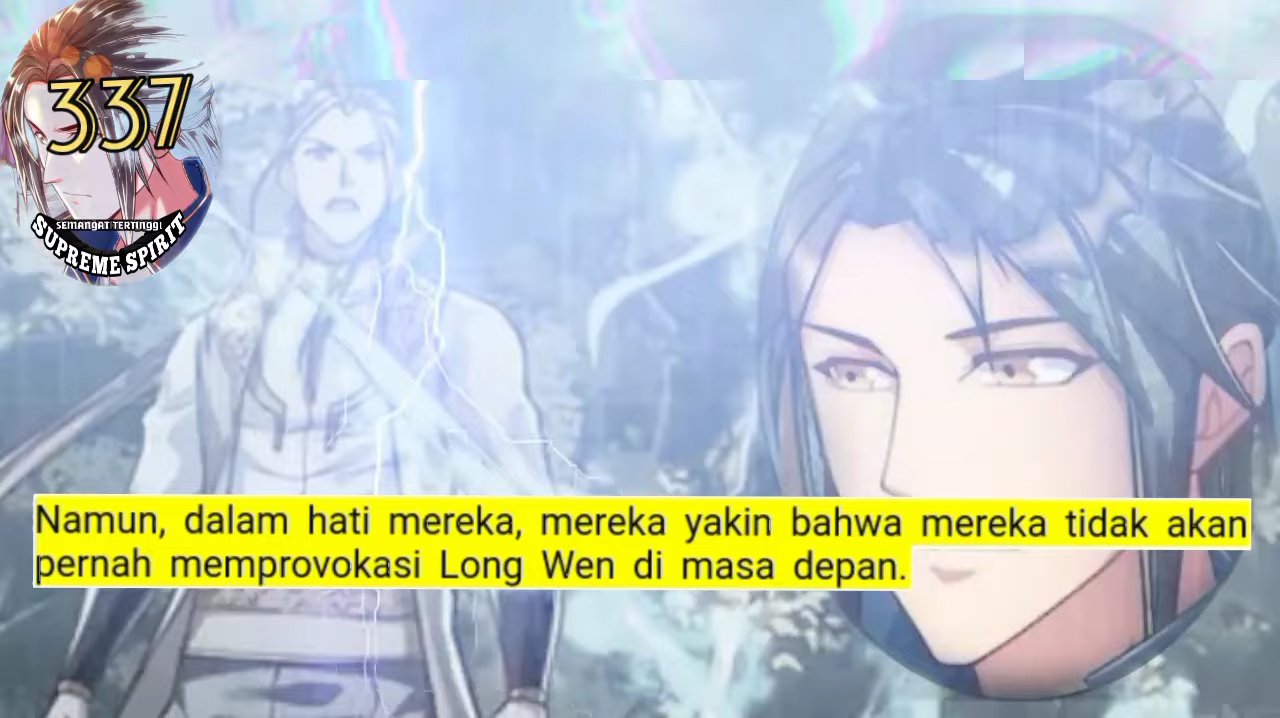 337
SEMANGAT TERTINGGI
SUPREME SPIRIT
Namun, dalam hati mereka, mereka yakin bahwa mereka tidak akan
pernah memprovokasi Long Wen di masa depan.